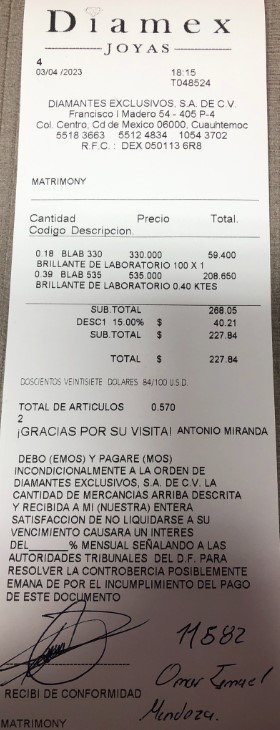 Diamex
JOYAS
4
03/04 /2023 18:15
T048524
DIAMANTES EXCLUSIVOS, S.A. DE C.V.
Francisco I Madero 54 - 405 P-4
Col. Centro, Cd de Mexico 06000, Cuauhtemoc
5518 3663 5512 4834 1054 3702
R.F.C. : DEX 050113 6R8
MATRIMONY
Cantidad Precio Total.
Codigo Descripcion.
0.18 BLAB 330 330.000 59.400
BRILLANTE DE LABORATORIO 100 X 1
0.39 BLAB 535 535.000 208.650
BRILLANTE DE LABORATORIO 0.40 KTES
SUB.TOTAL 268.05
DESC1 15.00% $ 40.21
SUB.TOTAL $ 227.84
TOTAL $ 227.84
DOSCIENTOS VEINTISIETE DOLARES 84/100 U.S.D.
TOTAL DE ARTICULOS 0.570
2
¡GRACIAS POR SU VISITA! ANTONIO MIRANDA
DEBO (EMOS) Y PAGARE (MOS)
INCONDICIONALMENTE A LA ORDEN DE
DIAMANTES EXCLUSIVOS, S.A. DE C.V. LA
CANTIDAD DE MERCANCIAS ARRIBA DESCRITA
Y RECIBIDA A MI (NUESTRA) ENTERA
SATISFACCION DE NO LIQUIDARSE A SU
VENCIMIENTO CAUSARA UN INTERES
DEL______% MENSUAL SEÑALANDO A LAS
AUTORIDADES TRIBUNALES DEL D.F. PARA
RESOLVER LA CONTROBERCIA POSIBLEMENTE
EMANA DE POR EL INCUMPLIMIENTO DEL PAGO
DE ESTE DOCUMENTO
11582
Omar Ismael
Mendoza.
RECIBI DE CONFORMIDAD
MATRIMONY